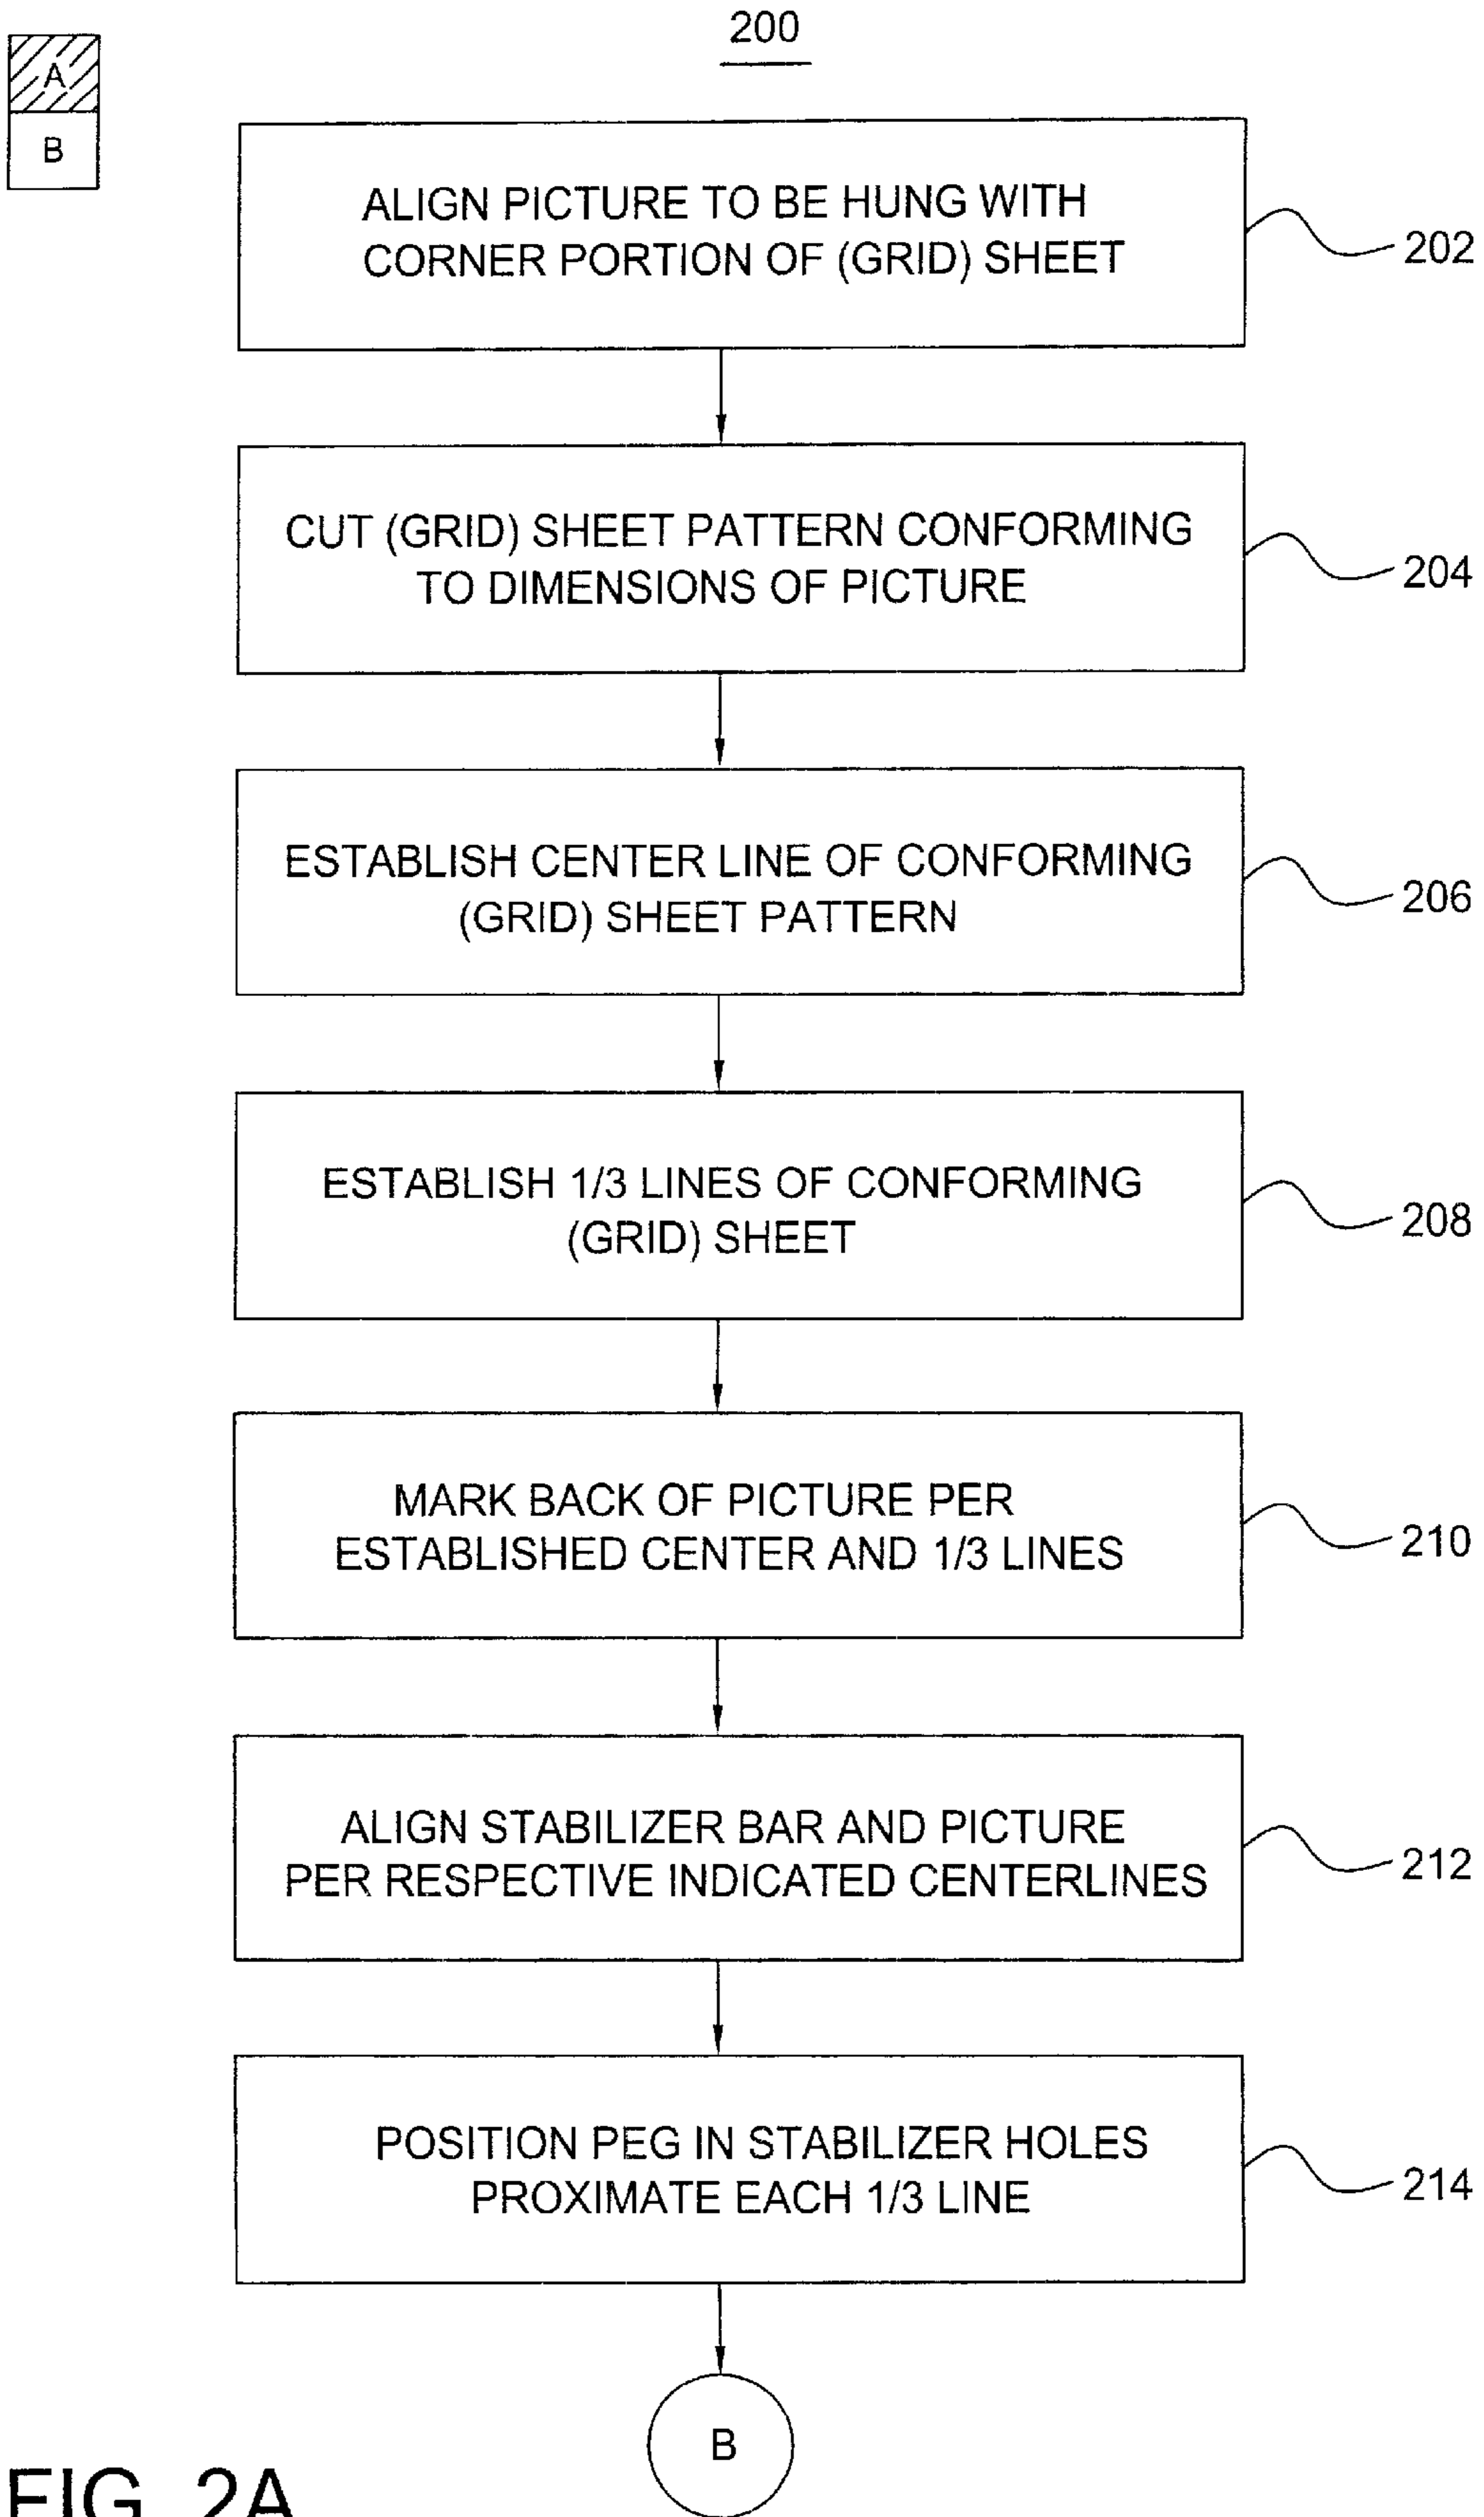 200
A
B
ALIGN PICTURE TO BE HUNG WITH
CORNER PORTION OF (GRID) SHEET
202
CUT (GRID) SHEET PATTERN CONFORMING
TO DIMENSIONS OF PICTURE
204
ESTABLISH CENTER LINE OF CONFORMING
(GRID) SHEET PATTERN
206
ESTABLISH 1/3 LINES OF CONFORMING
(GRID) SHEET
208
MARK BACK OF PICTURE PER
ESTABLISHED CENTER AND 1/3 LINES
210
ALIGN STABILIZER BAR AND PICTURE
PER RESPECTIVE INDICATED CENTERLINES
212
POSITION PEG IN STABILIZER HOLES
PROXIMATE EACH 1/3 LINE
214
B
FIG. 2A